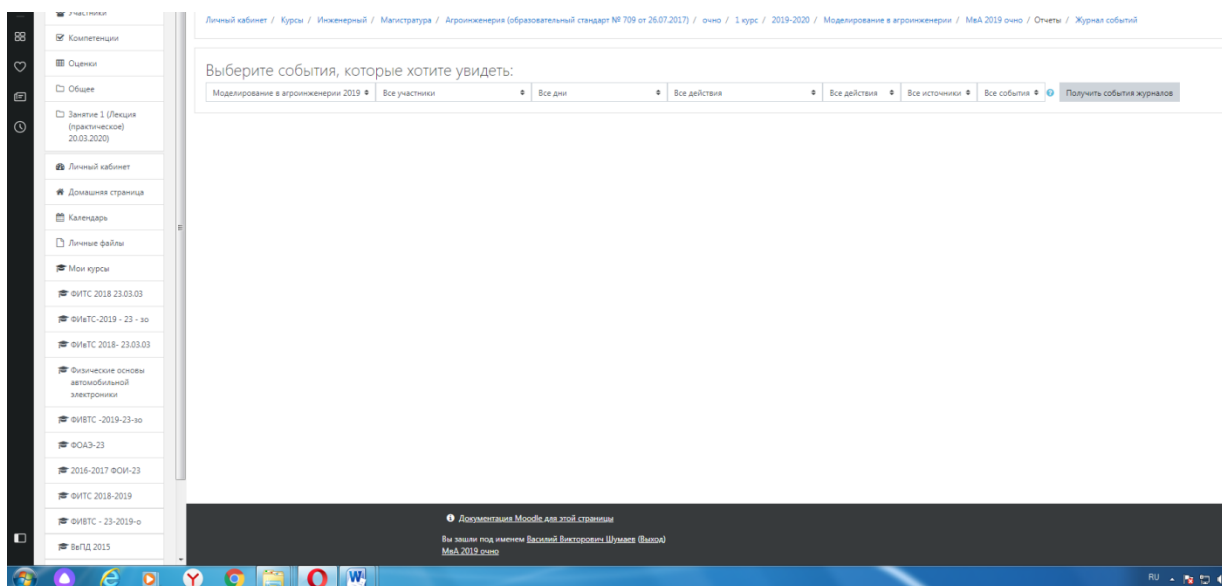 Участники
Компетенции
Оценки
Общее
Занятие 1 (Лекция
(практическое)
20.03.2020)
Личный кабинет
Домашняя страница
Календарь
Личные файлы
Мои курсы
ФИТС 2018 23.03.03
ФИвТС-2019 - 23 - зо
ФИвТС 2018- 23.03.03
Физические основы
автомобильной
электроники
ФИВТС -2019-23-зо
ФОАЭ-23
2016-2017 ФОИ-23
ФИТС 2018-2019
ФИВТС - 23-2019-о
ВеПД 2015
Личный кабинет / Курсы / Инженерный / Магистратура / Агроинженерия (образовательный стандарт № 709 от 26.07.2017) / очно / 1 курс / 2019-2020 / Моделирование в агроинженерии / МвА 2019 очно / Отчеты / Журнал событий
Выберите события, которые хотите увидеть:
Моделирование в агроинженерии 2019 Все участники Все дни Все действия Все действия Все источники Все события Получить события журналов
Документация Moodle для этой страницы
Вы зашли под именем Василий Викторович Шумаев (Выход)
МвА 2019 очно
RU